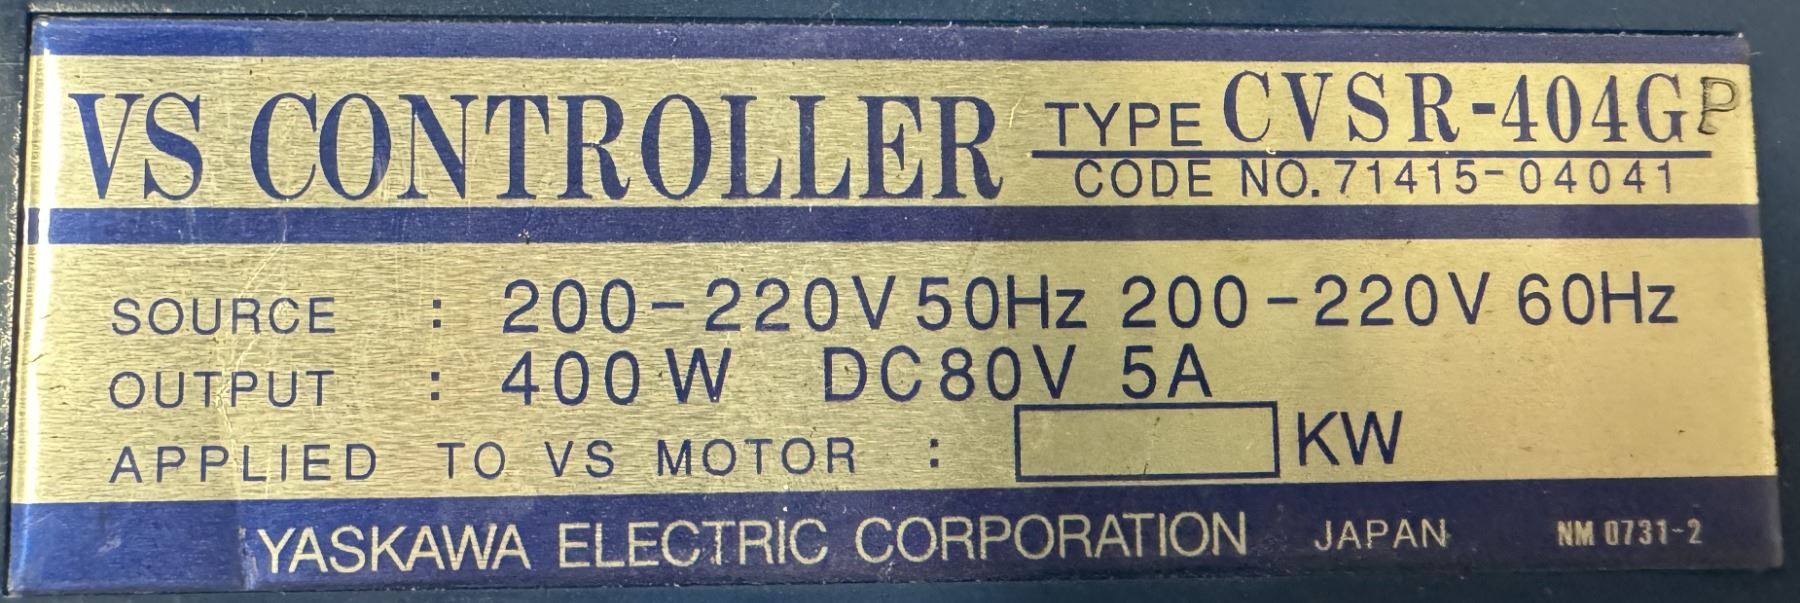 VS CONTROLLER TYPE CVSR-404GP
CODE NO. 71415-04041
SOURCE : 200-220V 50Hz 200-220V 60Hz
OUTPUT : 400W DC80V 5A
APPLIED TO VS MOTOR : KW
YASKAWA ELECTRIC CORPORATION JAPAN NM 0731-2